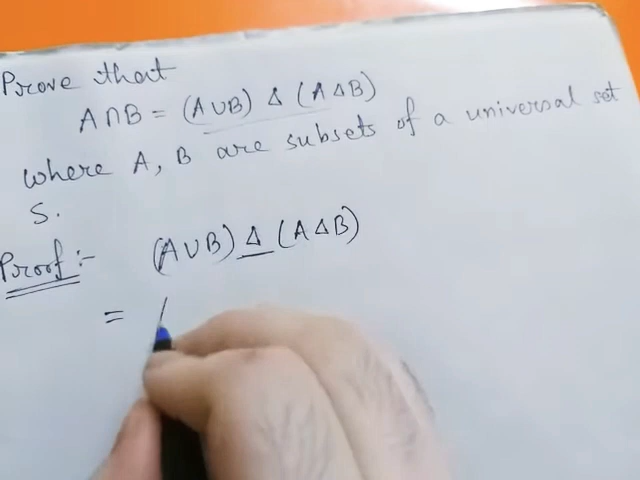 Prove that
A∩B = (A∪B) Δ (AΔB)
where A, B are subsets of a universal set
S.
Proof :- (A∪B) Δ (AΔB)
=